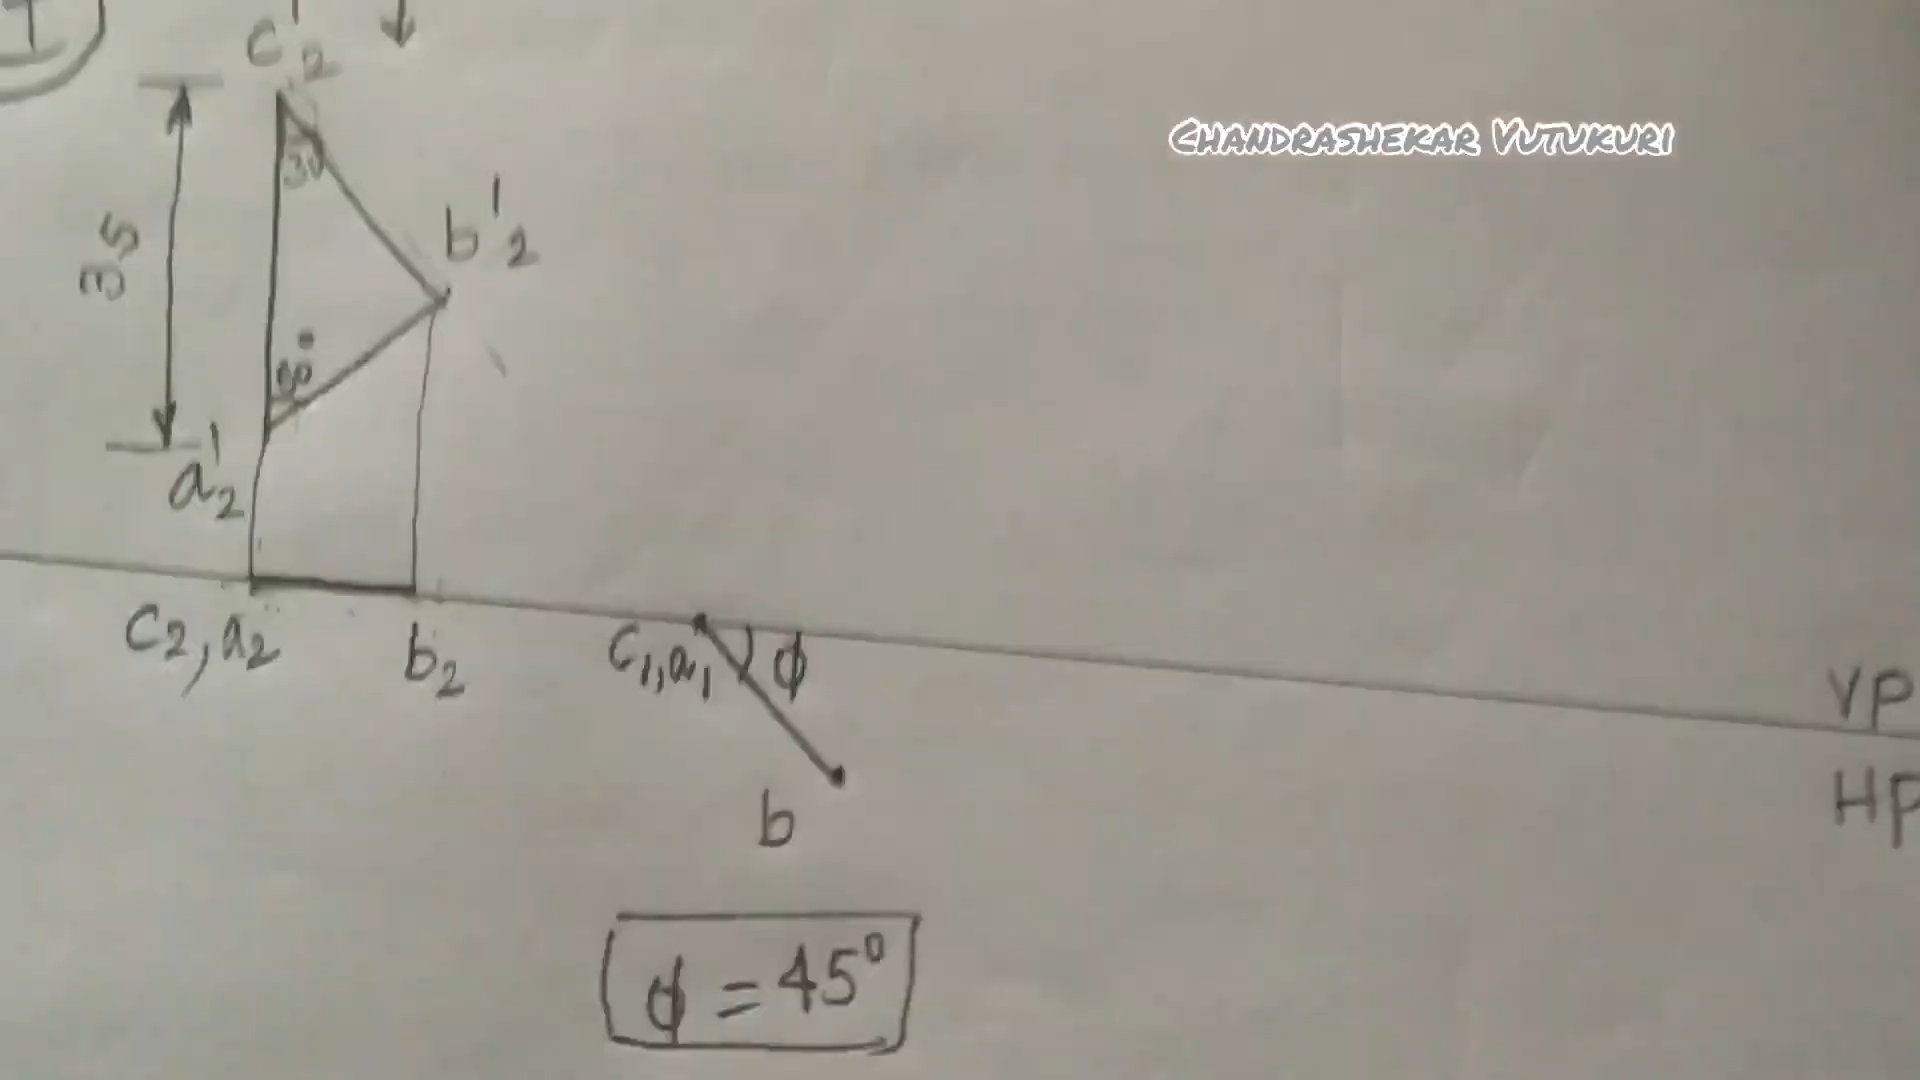 c'2
CHANDRASHEKAR VUTUKURI
30
b'2
35
60°
a'2
c2, a2
b2
c1, a1
ϕ
VP
HP
b
ϕ = 45°